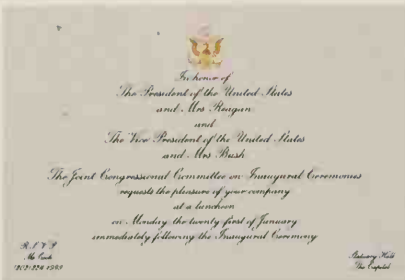 In honor of
The President of the United States
and Mrs Reagan
and
The Vice President of the United States
and Mrs Bush
The Joint Congressional Committee on Inaugural Ceremonies
requests the pleasure of your company
at a luncheon
on Monday the twenty first of January
immediately following the Inaugural Ceremony
R.S.V.P
Ms
Statuary Hall
The Capitol